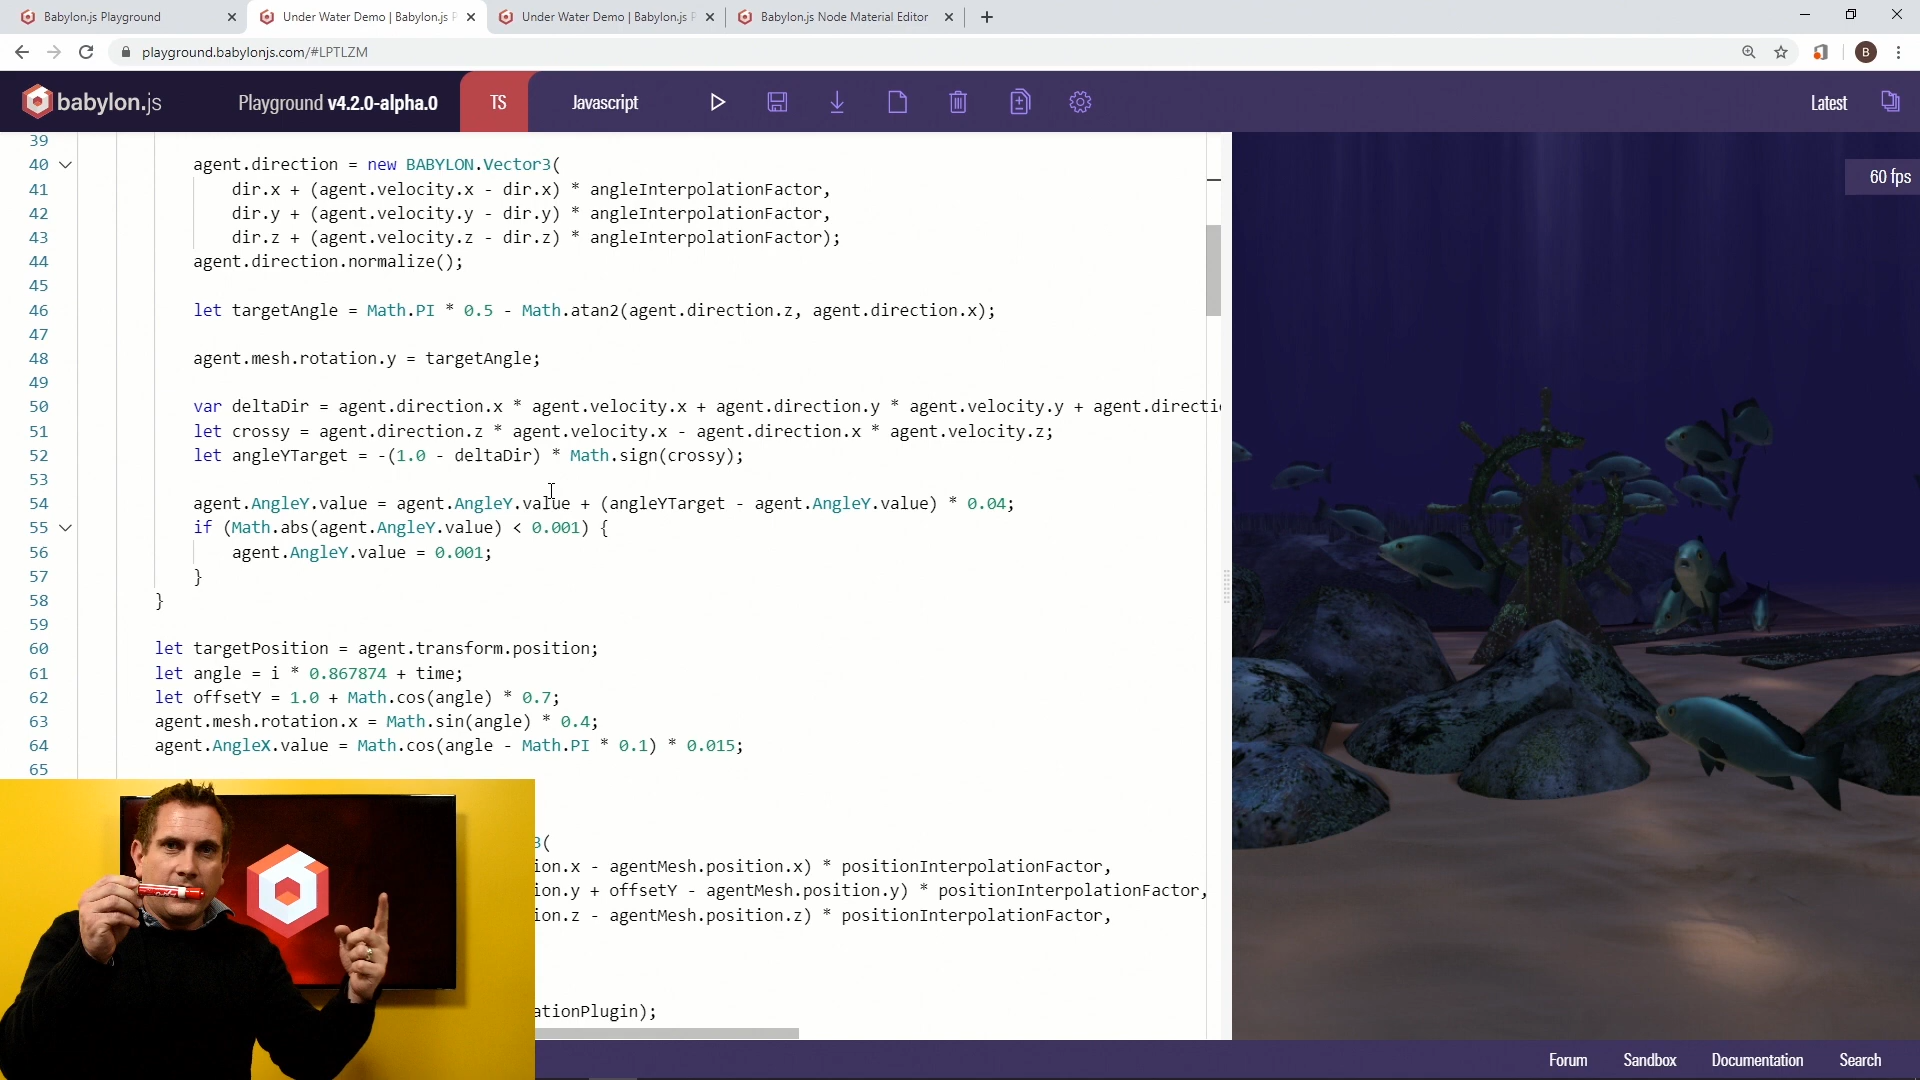 Babylon.js Playground
Under Water Demo | Babylon.js P
Under Water Demo | Babylon.js P
Babylon.js Node Material Editor
playground.babylonjs.com/#LPTLZM
B
babylon.js
Playground v4.2.0-alpha.0
TS
Javascript
Latest
60 fps
39
40 agent.direction = new BABYLON.Vector3(
41 dir.x + (agent.velocity.x - dir.x) * angleInterpolationFactor,
42 dir.y + (agent.velocity.y - dir.y) * angleInterpolationFactor,
43 dir.z + (agent.velocity.z - dir.z) * angleInterpolationFactor);
44 agent.direction.normalize();
45
46 let targetAngle = Math.PI * 0.5 - Math.atan2(agent.direction.z, agent.direction.x);
47
48 agent.mesh.rotation.y = targetAngle;
49
50 var deltaDir = agent.direction.x * agent.velocity.x + agent.direction.y * agent.velocity.y + agent.directi
51 let crossy = agent.direction.z * agent.velocity.x - agent.direction.x * agent.velocity.z;
52 let angleYTarget = -(1.0 - deltaDir) * Math.sign(crossy);
53
54 agent.AngleY.value = agent.AngleY.value + (angleYTarget - agent.AngleY.value) * 0.04;
55 if (Math.abs(agent.AngleY.value) < 0.001) {
56 agent.AngleY.value = 0.001;
57 }
58 }
59
60 let targetPosition = agent.transform.position;
61 let angle = i * 0.867874 + time;
62 let offsetY = 1.0 + Math.cos(angle) * 0.7;
63 agent.mesh.rotation.x = Math.sin(angle) * 0.4;
64 agent.AngleX.value = Math.cos(angle - Math.PI * 0.1) * 0.015;
65
3(
ion.x - agentMesh.position.x) * positionInterpolationFactor,
ion.y + offsetY - agentMesh.position.y) * positionInterpolationFactor,
ion.z - agentMesh.position.z) * positionInterpolationFactor,
ationPlugin);
Forum
Sandbox
Documentation
Search